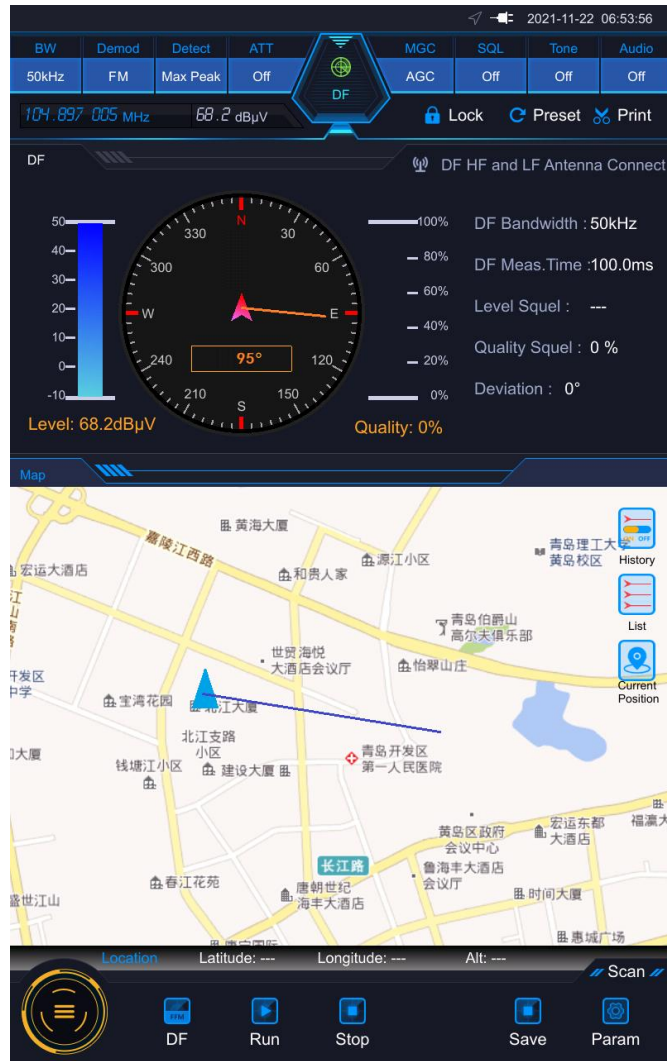 2021-11-22 06:53:56
BW Demod Detect ATT MGC SQL Tone Audio
50kHz FM Max Peak Off DF AGC Off Off Off
104.897 005 MHz 68.2 dBµV Lock Preset Print
DF DF HF and LF Antenna Connect
50 40 30 20 10 0 -10
N 30 60 E 120 150 S 210 240 W 300 330
95°
100% 80% 60% 40% 20% 0%
DF Bandwidth : 50kHz
DF Meas.Time :100.0ms
Level Squel : ---
Quality Squel : 0 %
Deviation : 0°
Level: 68.2dBµV Quality: 0%
Map
黄海大厦
嘉陵江西路
宏运大酒店
和贵人家
源江小区
青岛理工大学
黄岛校区
ON OFF
History
List
Current
Position
青岛伯爵山
高尔夫俱乐部
世贸海悦
大酒店会议厅
怡翠山庄
开发区
中学
宝湾花园
北江大厦
北江支路
小区
大厦
钱塘江小区
建设大厦
青岛开发区
第一人民医院
黄岛区政府
会议中心
宏运东都
大酒店
福瀛大
长江路
鲁海丰大酒店
会议厅
春江花苑
唐朝世纪
海丰大酒店
时间大厦
盛世江山
惠城广场
Location Latitude: --- Longitude: --- Alt: ---
Scan
FFM
DF Run Stop Save Param